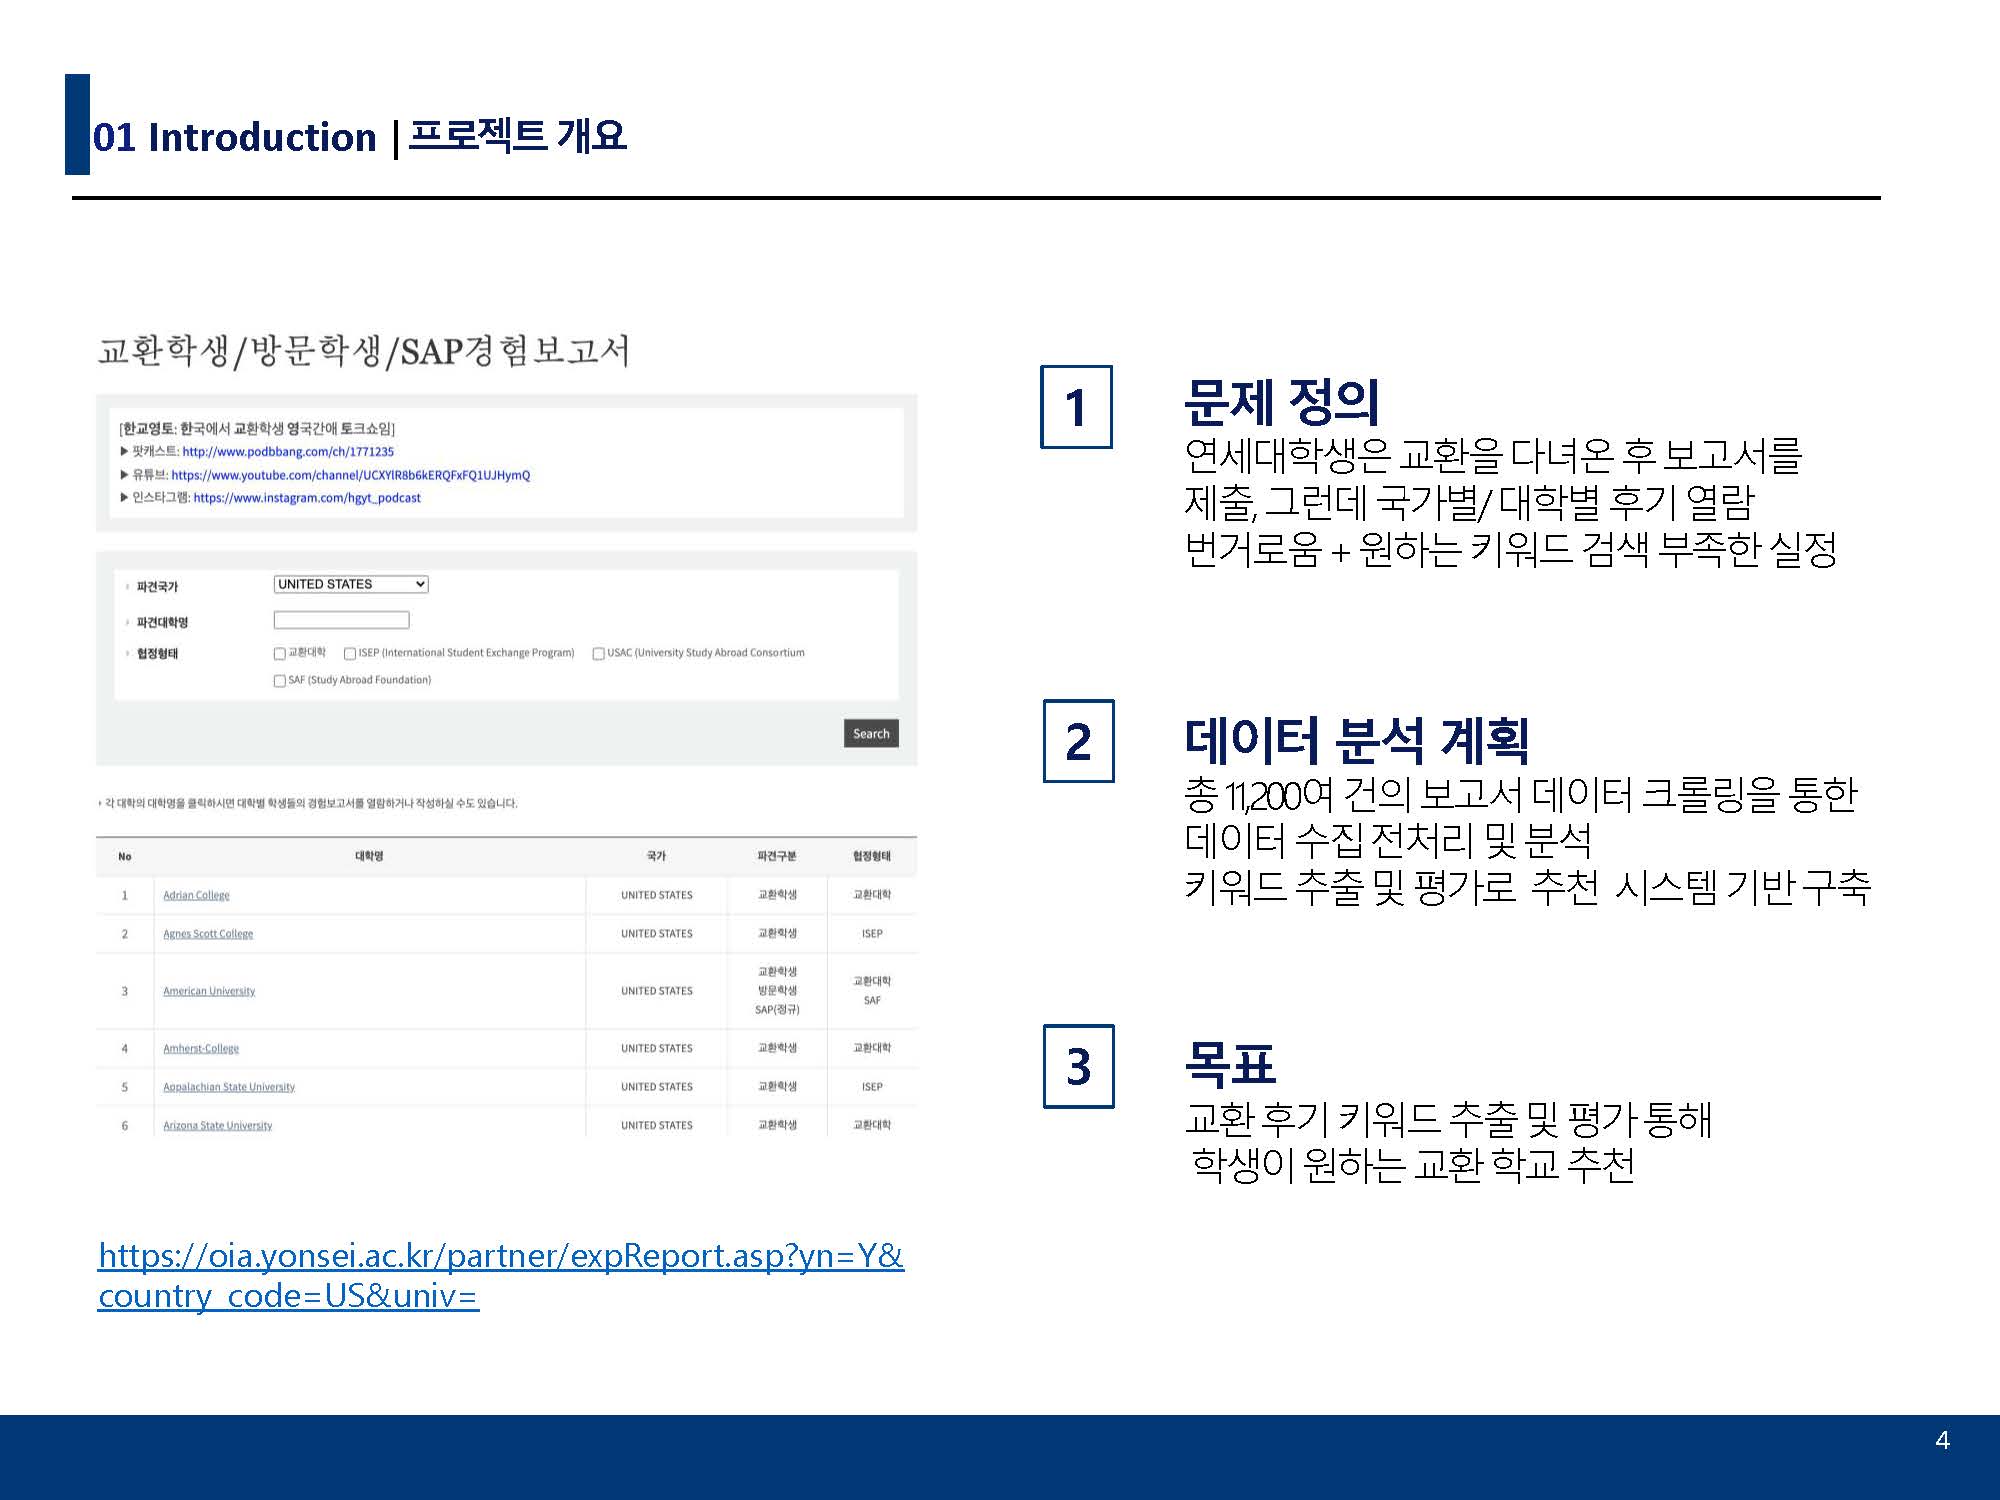 01 Introduction | 프로젝트 개요
교환학생/방문학생/SAP경험보고서
[한교영토: 한국에서 교환학생 영국간애 토크쇼임]
▶ 팟캐스트: http://www.podbbang.com/ch/1771235
▶ 유튜브: https://www.youtube.com/channel/UCXYlR8b6kERQFxFQ1UJHymQ
▶ 인스타그램: https://www.instagram.com/hgyt_podcast
파견국가 UNITED STATES
파견대학명
협정형태 교환대학 ISEP (International Student Exchange Program) USAC (University Study Abroad Consortium
SAF (Study Abroad Foundation)
Search
각 대학의 대학명을 클릭하시면 대학별 학생들의 경험보고서를 열람하거나 작성하실 수도 있습니다.
No 대학명 국가 파견구분 협정형태
1 Adrian College UNITED STATES 교환학생 교환대학
2 Agnes Scott College UNITED STATES 교환학생 ISEP
3 American University UNITED STATES 교환학생 방문학생 SAP(정규) 교환대학 SAF
4 Amherst-College UNITED STATES 교환학생 교환대학
5 Appalachian State University UNITED STATES 교환학생 ISEP
6 Arizona State University UNITED STATES 교환학생 교환대학
https://oia.yonsei.ac.kr/partner/expReport.asp?yn=Y&
country_code=US&univ=
1 문제 정의
연세대학생은 교환을 다녀온 후 보고서를
제출, 그런데 국가별/ 대학별 후기 열람
번거로움 + 원하는 키워드 검색 부족한 실정
2 데이터 분석 계획
총 11,200여 건의 보고서 데이터 크롤링을 통한
데이터 수집 전처리 및 분석
키워드 추출 및 평가로 추천 시스템 기반 구축
3 목표
교환 후기 키워드 추출 및 평가 통해
학생이 원하는 교환 학교 추천
4